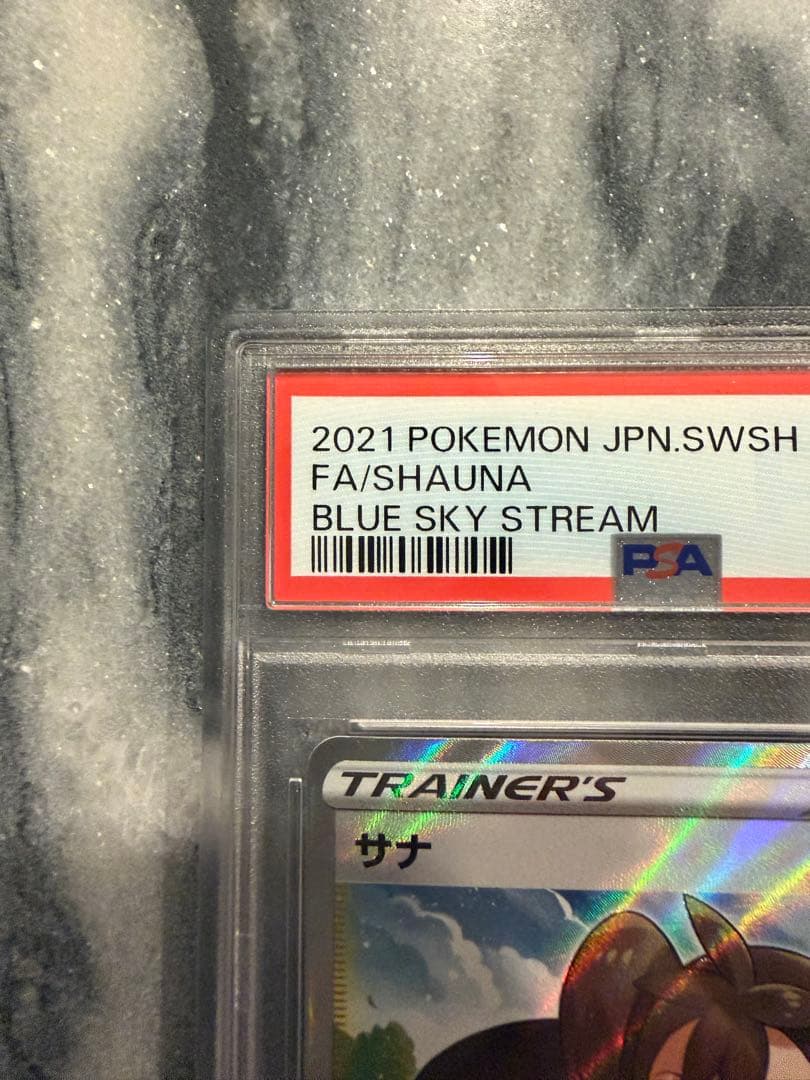 2021 POKEMON JPN.SWSH
FA/SHAUNA
BLUE SKY STREAM
PSA
TRAINER'S
サナ